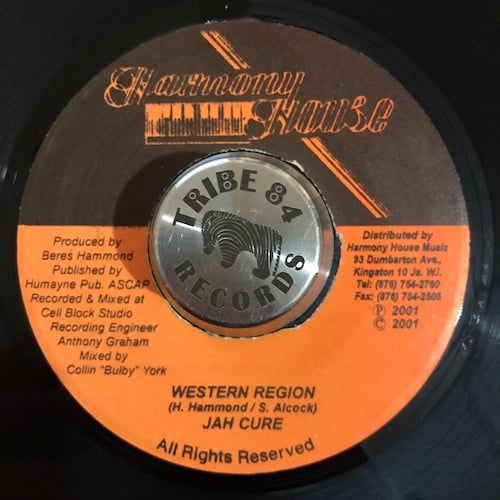 Harmony
House
TRIBE 84
RECORDS
Produced by
Beres Hammond
Published by
Humayne Pub. ASCAP
Recorded & Mixed at
Cell Block Studio
Recording Engineer
Anthony Graham
Mixed by
Collin "Bulby" York
Distributed by
Harmony House Music
93 Dumbarton Ave.,
Kingston 10 Ja. W.I.
Tel: (876) 754-2760
Fax: (876) 754-2505
Ⓟ 2001
© 2001
WESTERN REGION
(H. Hammond / S. Alcock)
JAH CURE
All Rights Reserved